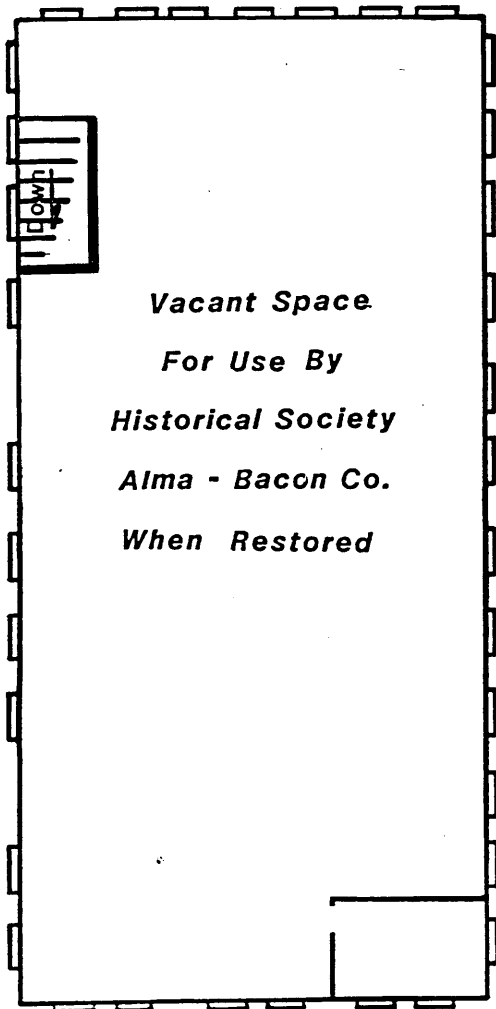 Down
Vacant Space
For Use By
Historical Society
Alma - Bacon Co.
When Restored